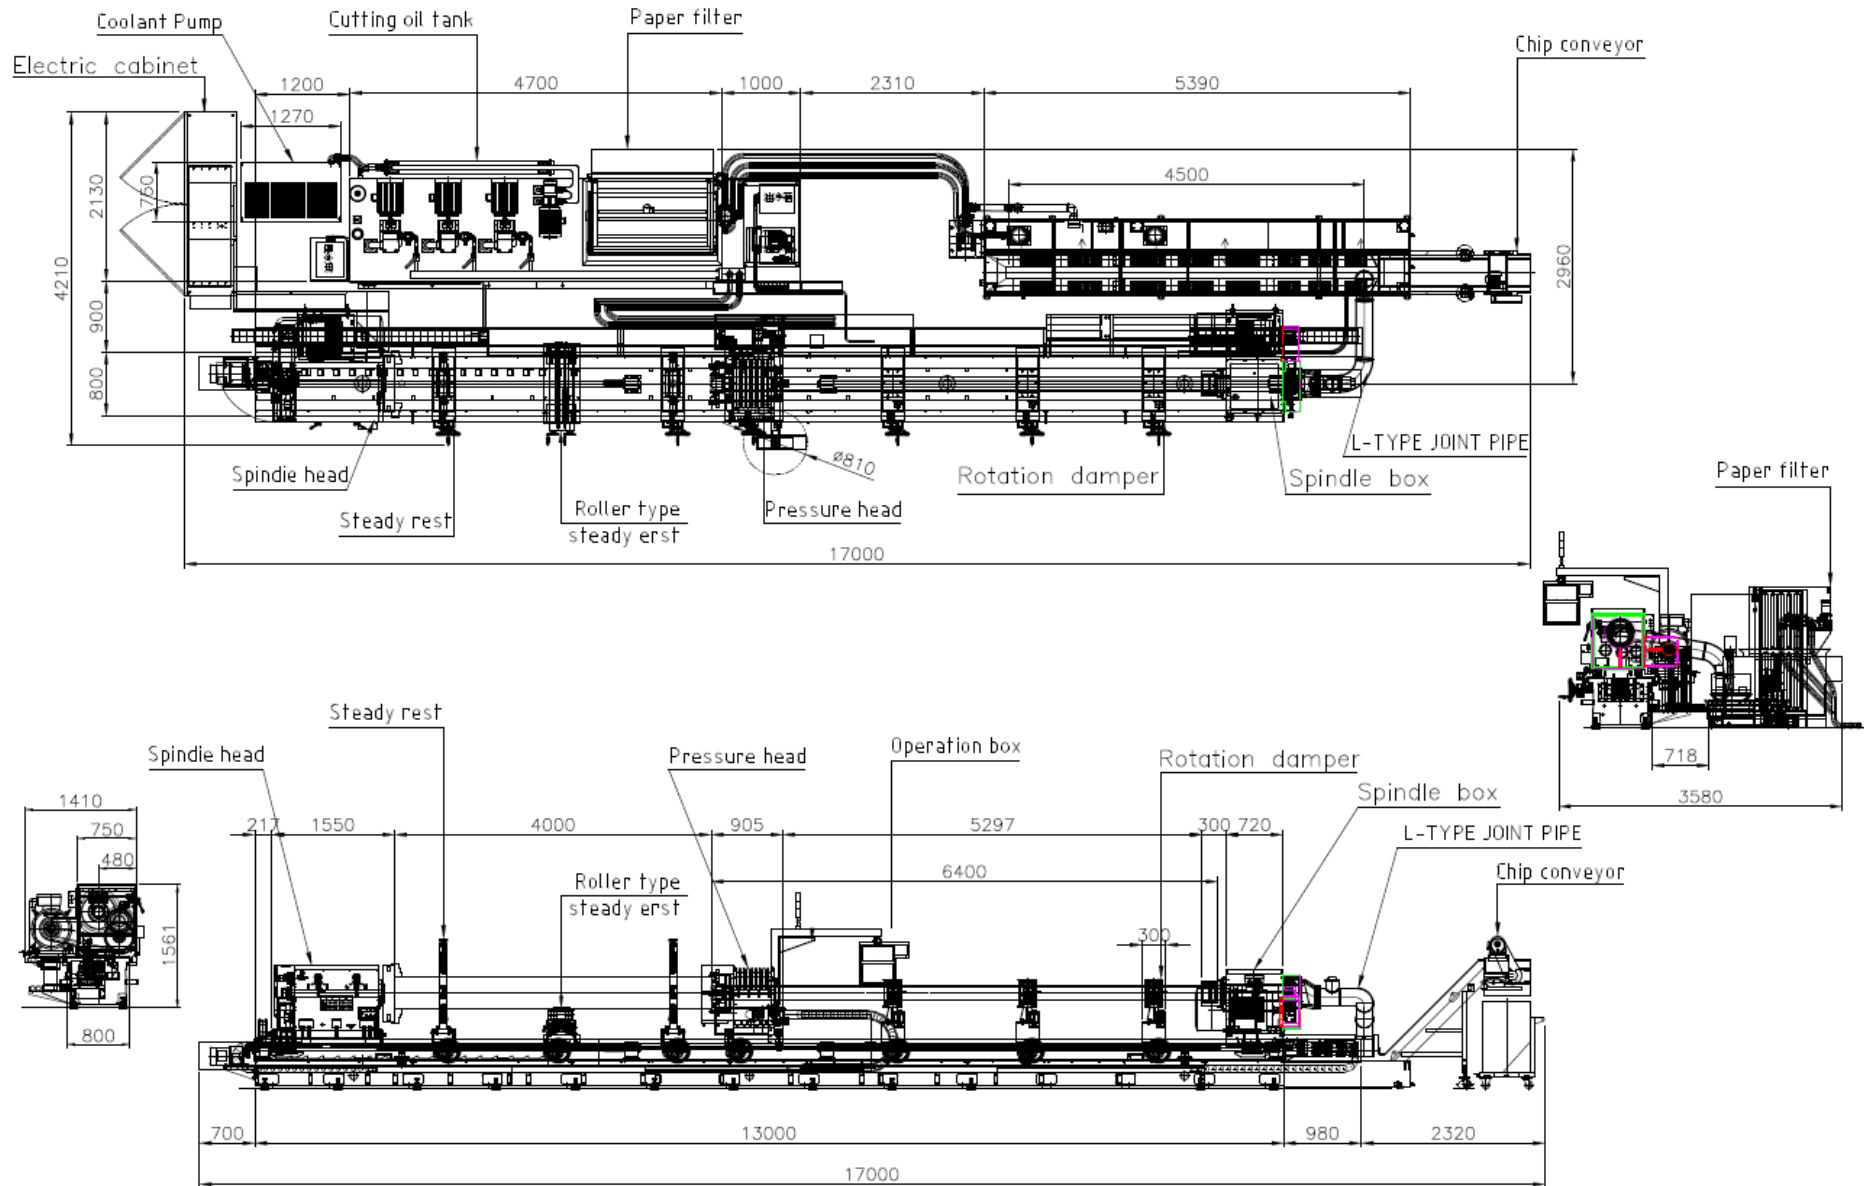 Coolant Pump
Cutting oil tank
Paper filter
Chip conveyor
Electric cabinet
1200
4700
1000
2310
5390
1270
4500
750
2130
4210
900
800
2960
Ø810
L-TYPE JOINT PIPE
Spindie head
Rotation damper
Spindle box
Steady rest
Roller type
steady erst
Pressure head
17000
Paper filter
718
3580
Steady rest
Spindie head
Pressure head
Operation box
Rotation damper
Spindle box
L-TYPE JOINT PIPE
Chip conveyor
1410
750
480
1561
800
217
1550
4000
905
5297
300
720
6400
Roller type
steady erst
300
700
13000
980
2320
17000